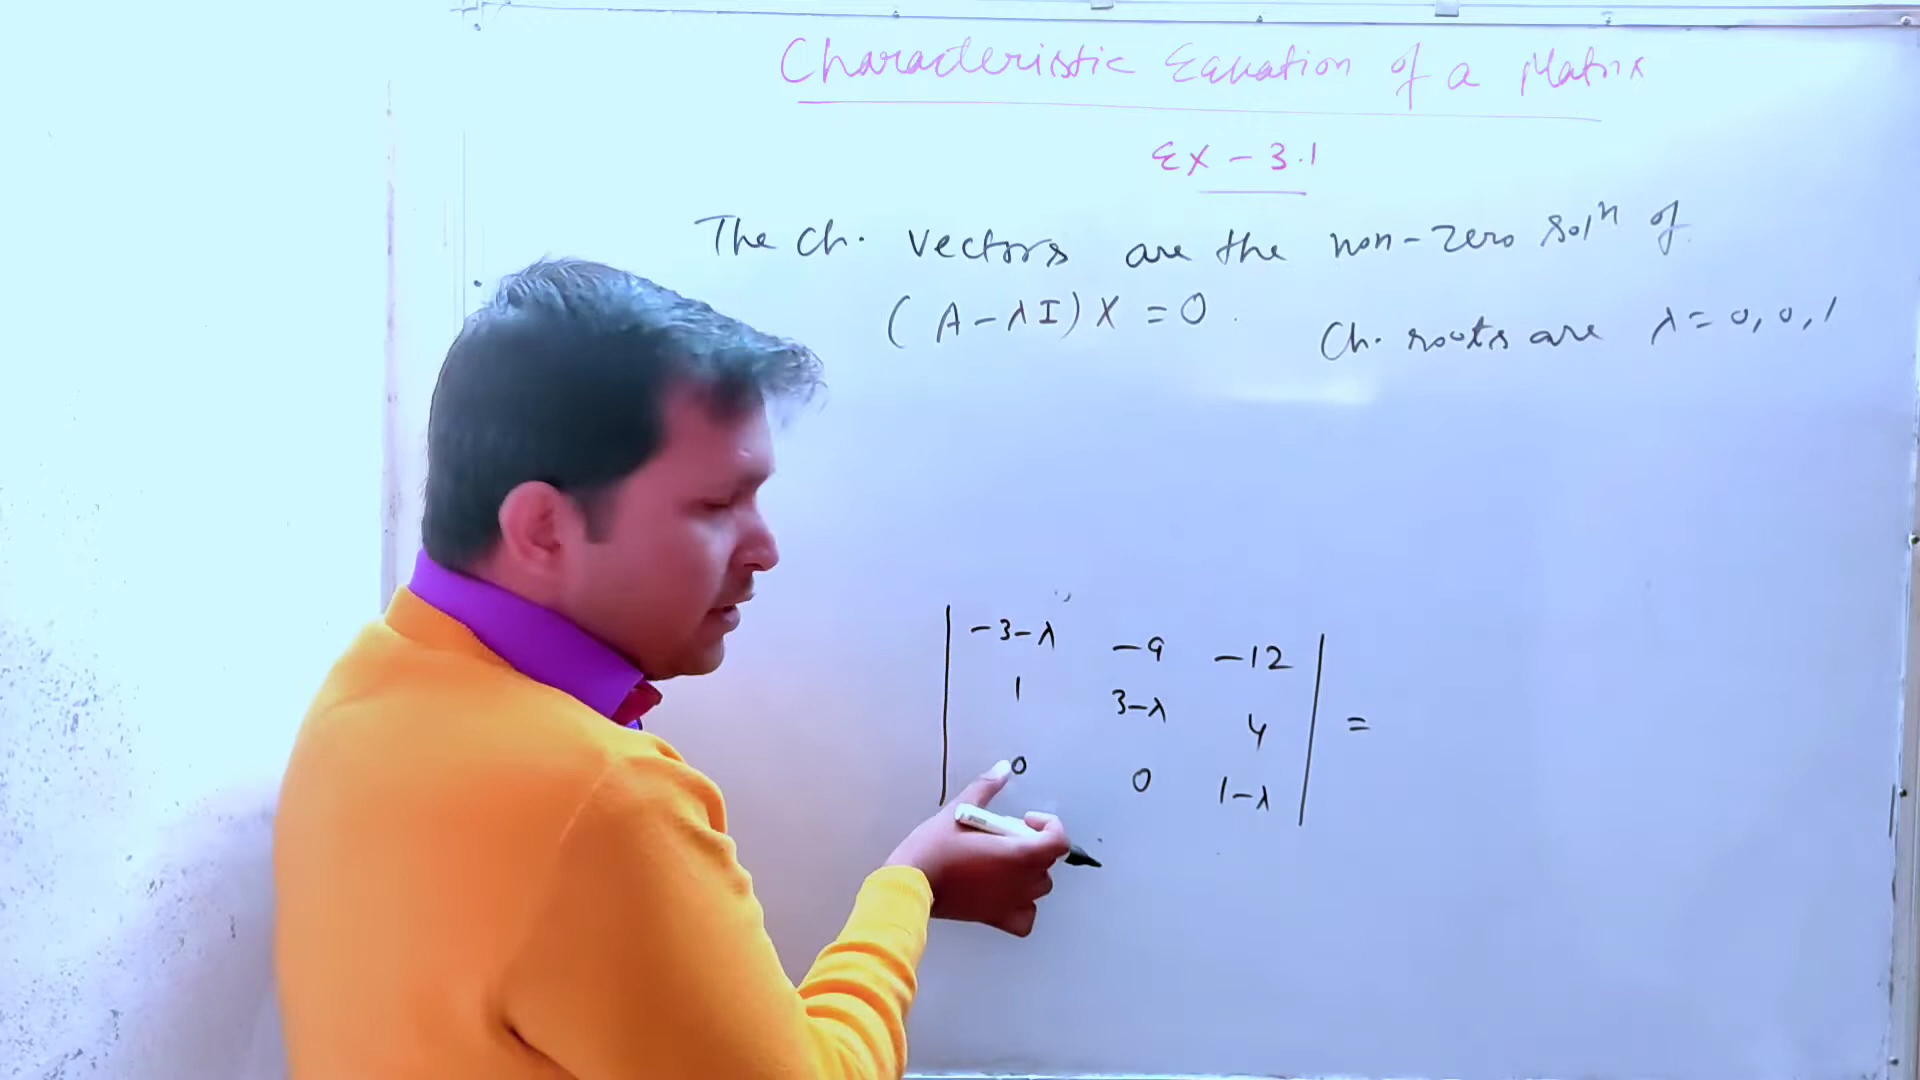 Characteristic Equation of a Matrix
Ex - 3.1
The ch. vectors are the non-zero solⁿ of
(A-λI)X = 0. Ch. roots are λ = 0, 0, 1
| -3-λ -9 -12 |
| 1 3-λ 4 | =
| 0 0 1-λ |